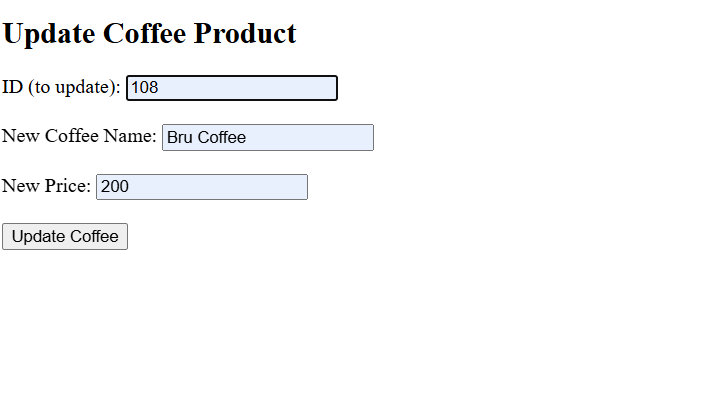 Update Coffee Product
ID (to update): 108
New Coffee Name: Bru Coffee
New Price: 200
Update Coffee